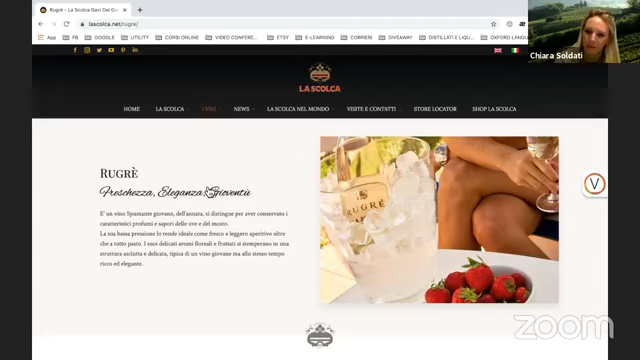 Rugrè – La Scolca Gavi Dei Ga
lascolca.net/rugre/
App FB GOOGLE UTILITY CORSI ONLINE VIDEO CONFERE... ETSY E-LEARNING CORRIERI GIVEAWAY DISTILLATI E LIQU... OXFORD LANG
Chiara Soldati
LA SCOLCA
HOME LA SCOLCA I VINI NEWS LA SCOLCA NEL MONDO VISITE E CONTATTI STORE LOCATOR SHOP LA SCOLCA
RUGRÈ
Freschezza, Eleganza, Gioventù
E' un vino Spumante giovane, dell'annata, si distingue per aver conservato i
caratteristici profumi e sapori delle uve e del mosto.
La sua bassa pressione lo rende ideale come fresco e leggero aperitivo oltre
che a tutto pasto. I suoi delicati aromi floreali e fruttati si stemperano in una
struttura asciutta e delicata, tipica di un vino giovane ma allo stesso tempo
ricco ed elegante.
RUGRÈ
V
zoom